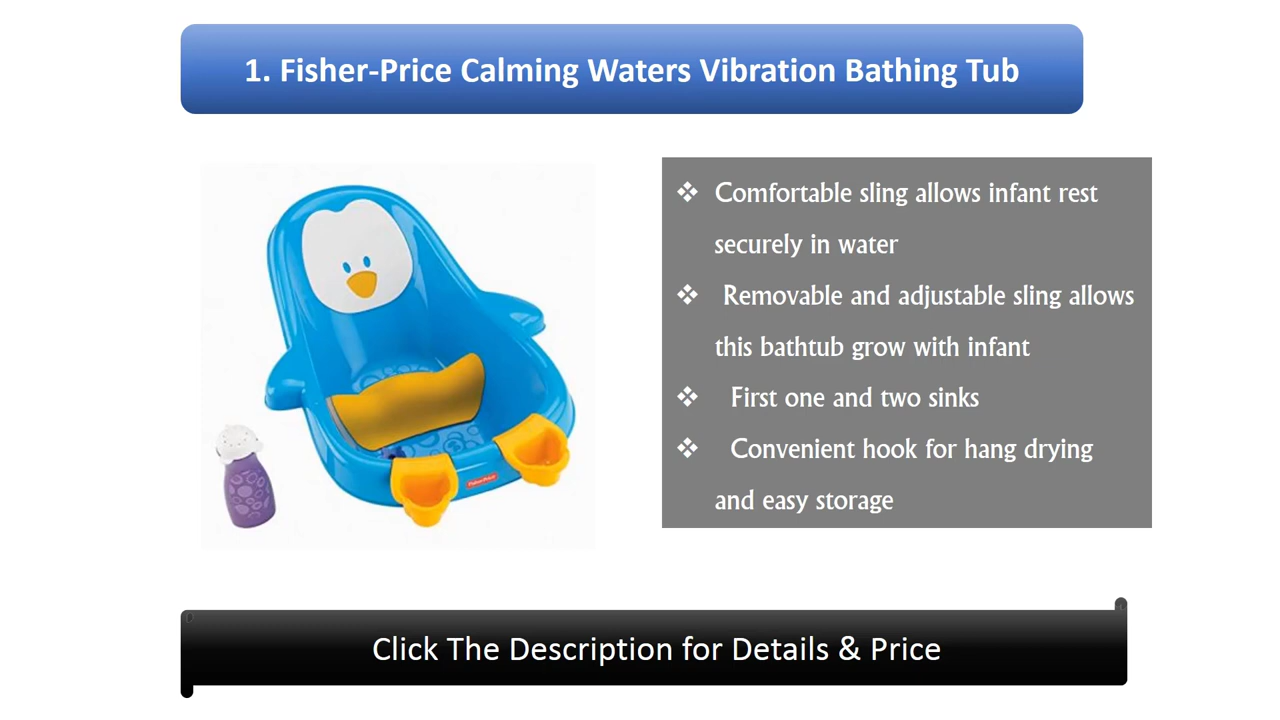 1. Fisher-Price Calming Waters Vibration Bathing Tub
❖ Comfortable sling allows infant rest
securely in water
❖ Removable and adjustable sling allows
this bathtub grow with infant
❖ First one and two sinks
❖ Convenient hook for hang drying
and easy storage
Fisher-Price
Click The Description for Details & Price